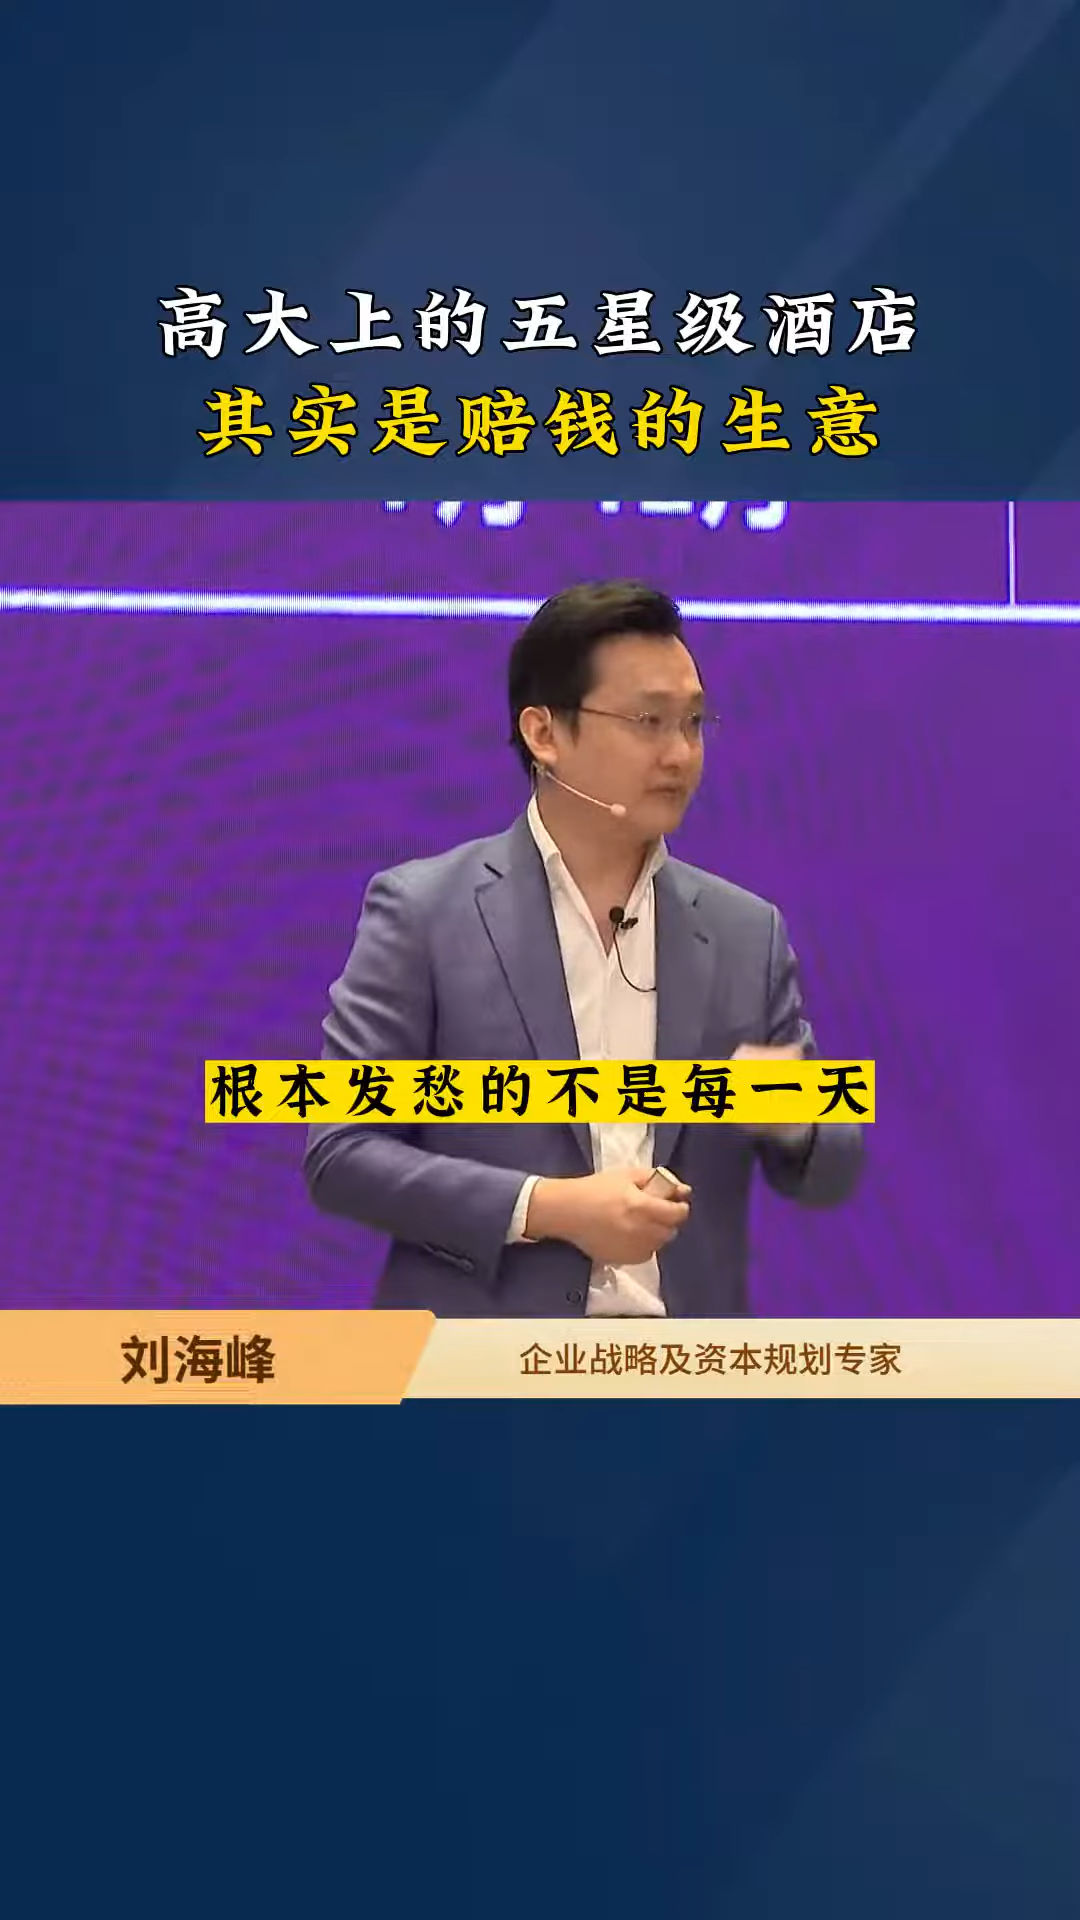 高大上的五星级酒店
其实是赔钱的生意
根本发愁的不是每一天
刘海峰
企业战略及资本规划专家